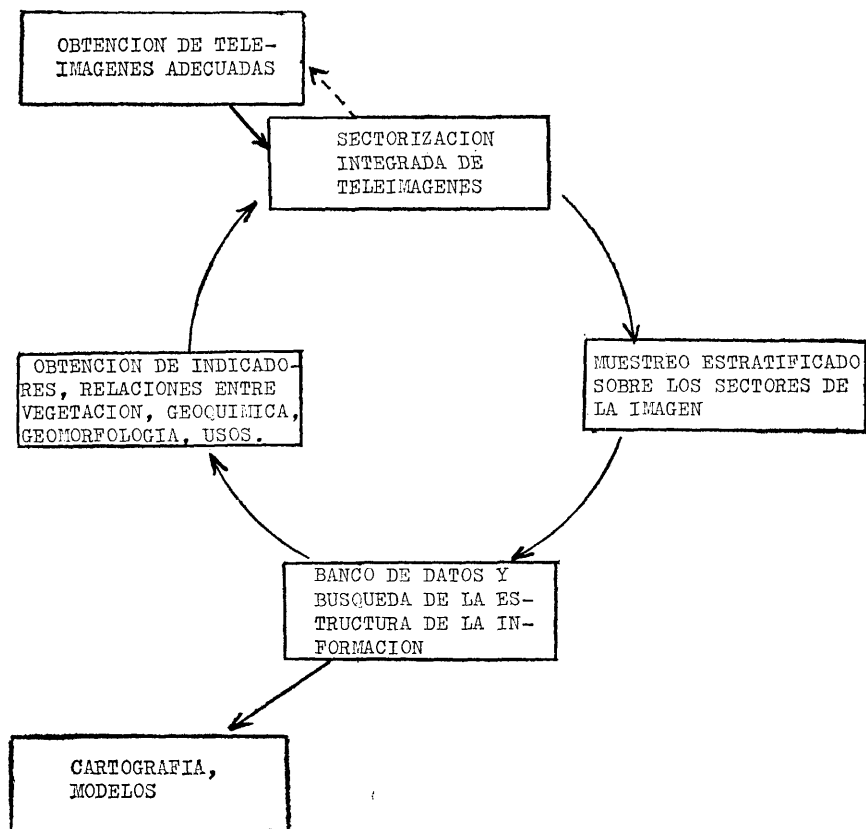 OBTENCION DE TELE-
IMAGENES ADECUADAS
SECTORIZACION
INTEGRADA DE
TELEIMAGENES
OBTENCION DE INDICADO-
RES, RELACIONES ENTRE
VEGETACION, GEOQUIMICA,
GEOMORFOLOGIA, USOS.
MUESTREO ESTRATIFICADO
SOBRE LOS SECTORES DE
LA IMAGEN
BANCO DE DATOS Y
BUSQUEDA DE LA ES-
TRUCTURA DE LA IN-
FORMACION
CARTOGRAFIA,
MODELOS